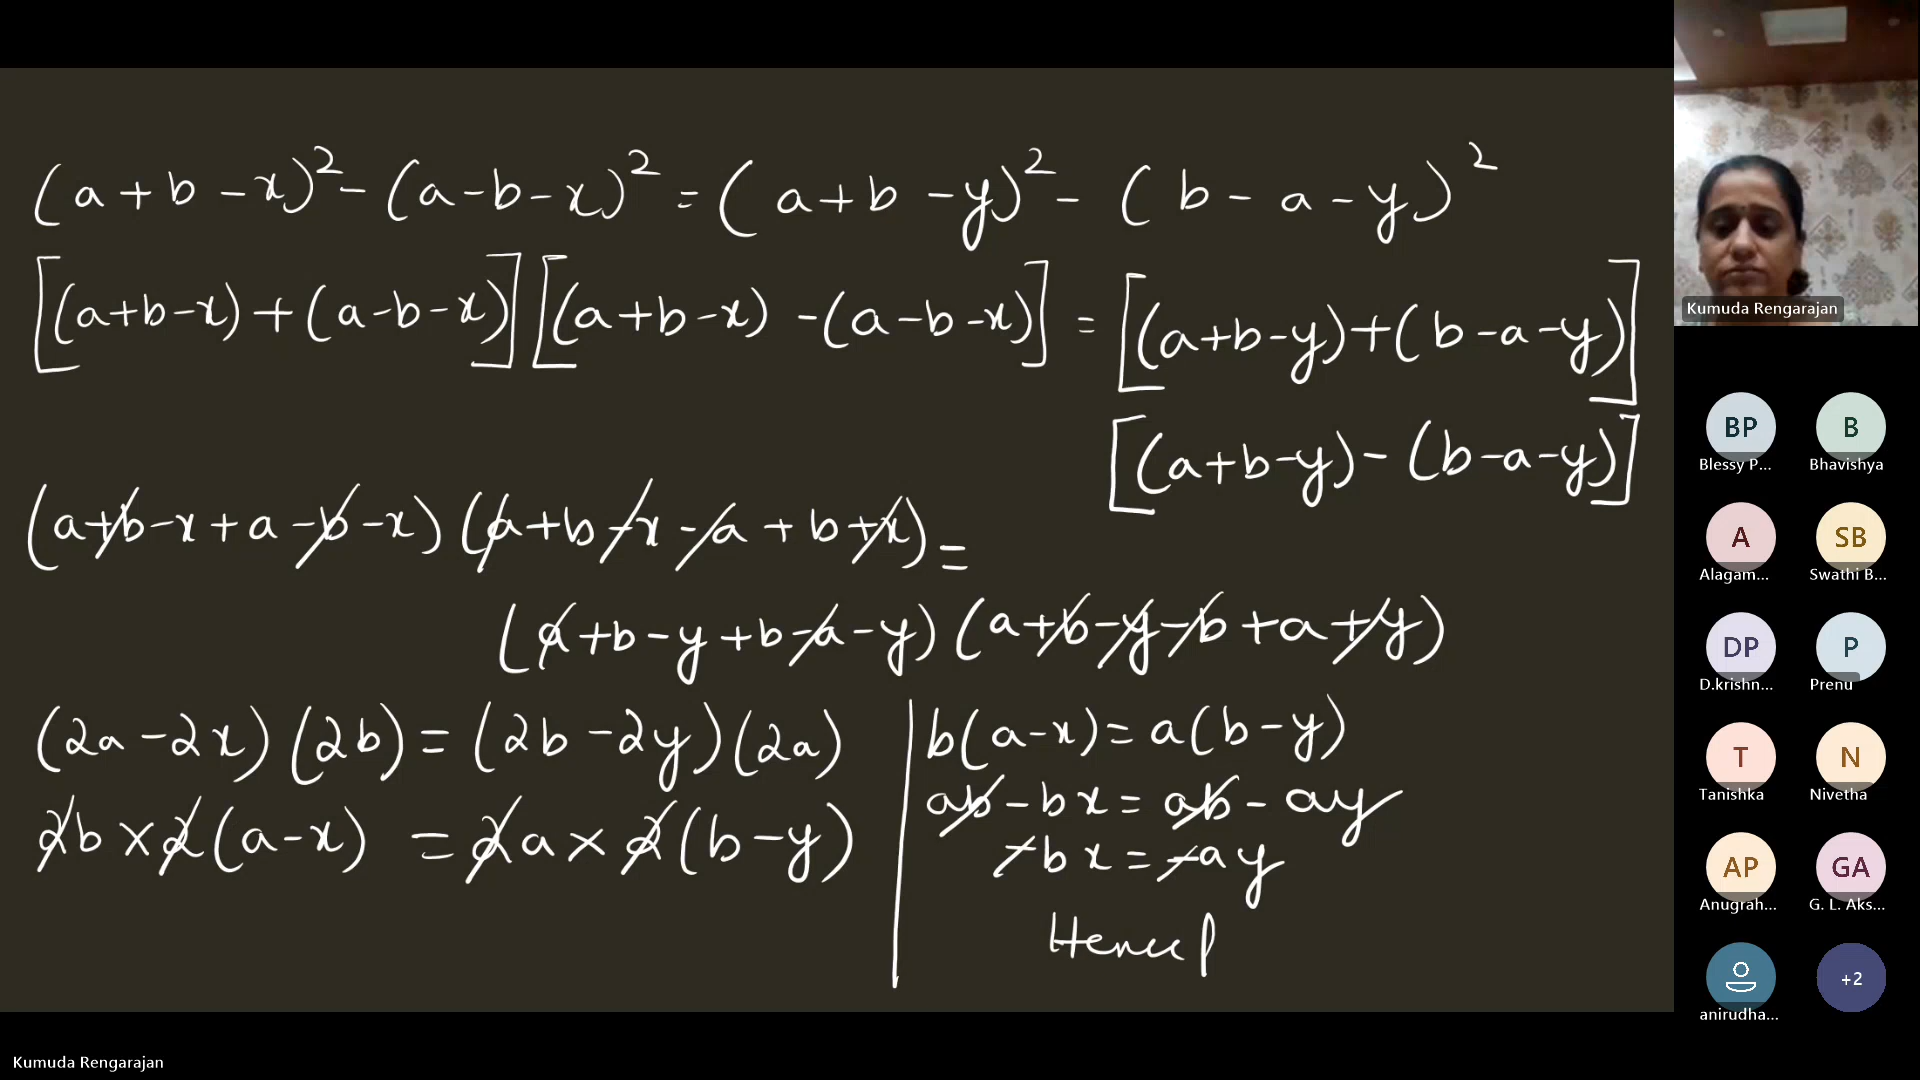 (a + b - x)² - (a - b - x)² = (a + b - y)² - (b - a - y)²
[(a+b-x) + (a-b-x)] [(a+b-x) - (a-b-x)] = [(a+b-y) + (b-a-y)]
[(a+b-y) - (b-a-y)]
(a+b-x+a-b-x) (a+b-x-a+b+x) =
(a+b-y+b-a-y) (a+b-y-b+a+y)
(2a-2x)(2b) = (2b-2y)(2a)
2b × 2(a-x) = 2a × 2(b-y)
b(a-x) = a(b-y)
ab - bx = ab - ay
-bx = -ay
Hence p
Kumuda Rengarajan
BP
Blessy P...
B
Bhavishya
A
Alagam...
SB
Swathi B...
DP
D.krishn...
P
Prenu
T
Tanishka
N
Nivetha
AP
Anugrah...
GA
G. L. Aks...
anirudha...
+2
Kumuda Rengarajan